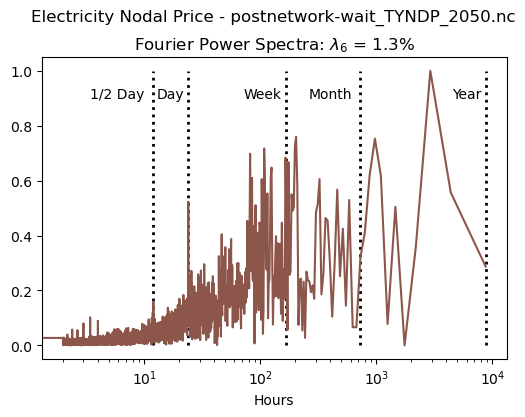 Electricity Nodal Price - postnetwork-wait_TYNDP_2050.nc
Fourier Power Spectra: λ₆ = 1.3%
1.0
0.8
0.6
0.4
0.2
0.0
1/2 Day Day Week Month Year
10¹ 10² 10³ 10⁴
Hours